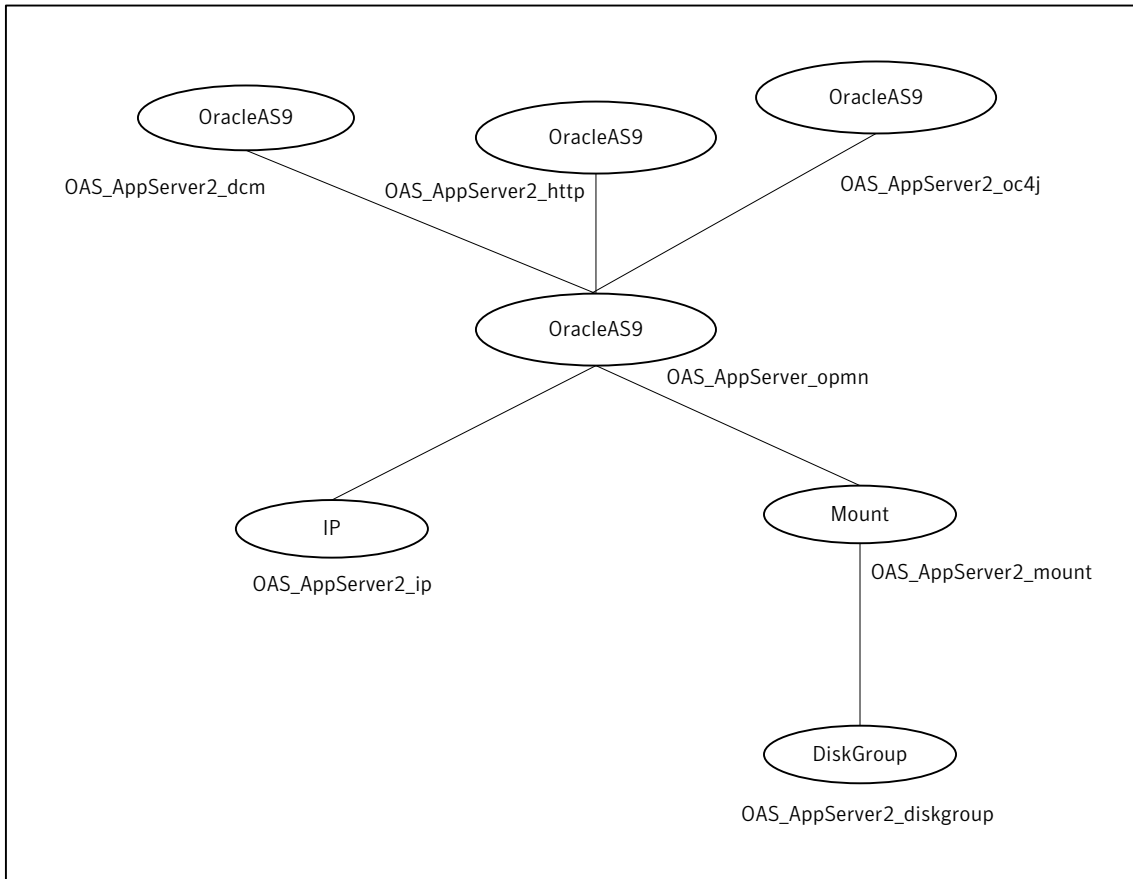 OracleAS9
OracleAS9
OracleAS9
OAS_AppServer2_dcm
OAS_AppServer2_http
OAS_AppServer2_oc4j
OracleAS9
OAS_AppServer_opmn
IP
Mount
OAS_AppServer2_ip
OAS_AppServer2_mount
DiskGroup
OAS_AppServer2_diskgroup